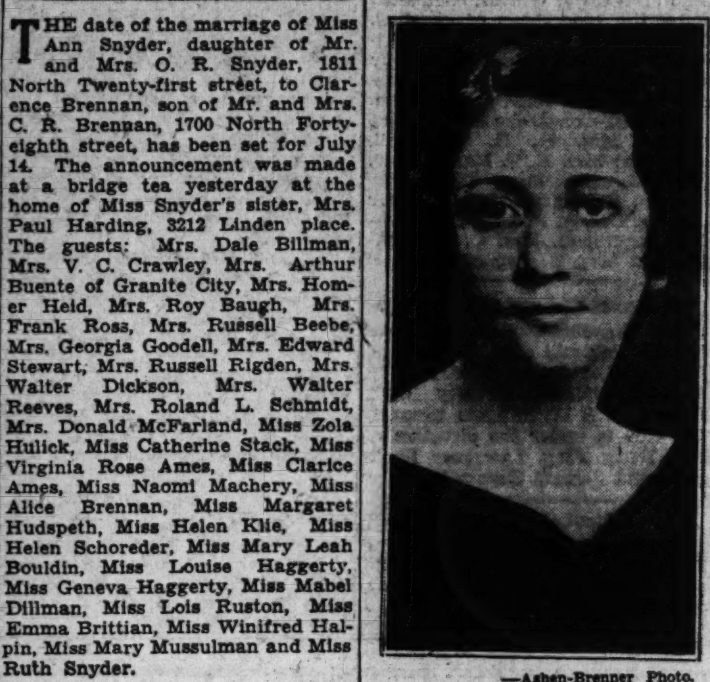 THE date of the marriage of Miss
Ann Snyder, daughter of Mr.
and Mrs. O. R. Snyder, 1811
North Twenty-first street, to Clar-
ence Brennan, son of Mr. and Mrs.
C. R. Brennan, 1700 North Forty-
eighth street, has been set for July
14. The announcement was made
at a bridge tea yesterday at the
home of Miss Snyder's sister, Mrs.
Paul Harding, 3212 Linden place.
The guests: Mrs. Dale Billman,
Mrs. V. C. Crawley, Mrs. Arthur
Buente of Granite City, Mrs. Hom-
er Heid, Mrs. Roy Baugh, Mrs.
Frank Ross, Mrs. Russell Beebe,
Mrs. Georgia Goodell, Mrs. Edward
Stewart, Mrs. Russell Rigden, Mrs.
Walter Dickson, Mrs. Walter
Reeves, Mrs. Roland L. Schmidt,
Mrs. Donald McFarland, Miss Zola
Hulick, Miss Catherine Stack, Miss
Virginia Rose Ames, Miss Clarice
Ames, Miss Naomi Machery, Miss
Alice Brennan, Miss Margaret
Hudspeth, Miss Helen Klie, Miss
Helen Schoreder, Miss Mary Leah
Bouldin, Miss Louise Haggerty,
Miss Geneva Haggerty, Miss Mabel
Dillman, Miss Lois Ruston, Miss
Emma Brittian, Miss Winifred Hal-
pin, Miss Mary Mussulman and Miss
Ruth Snyder.
—Ashen-Brenner Photo.